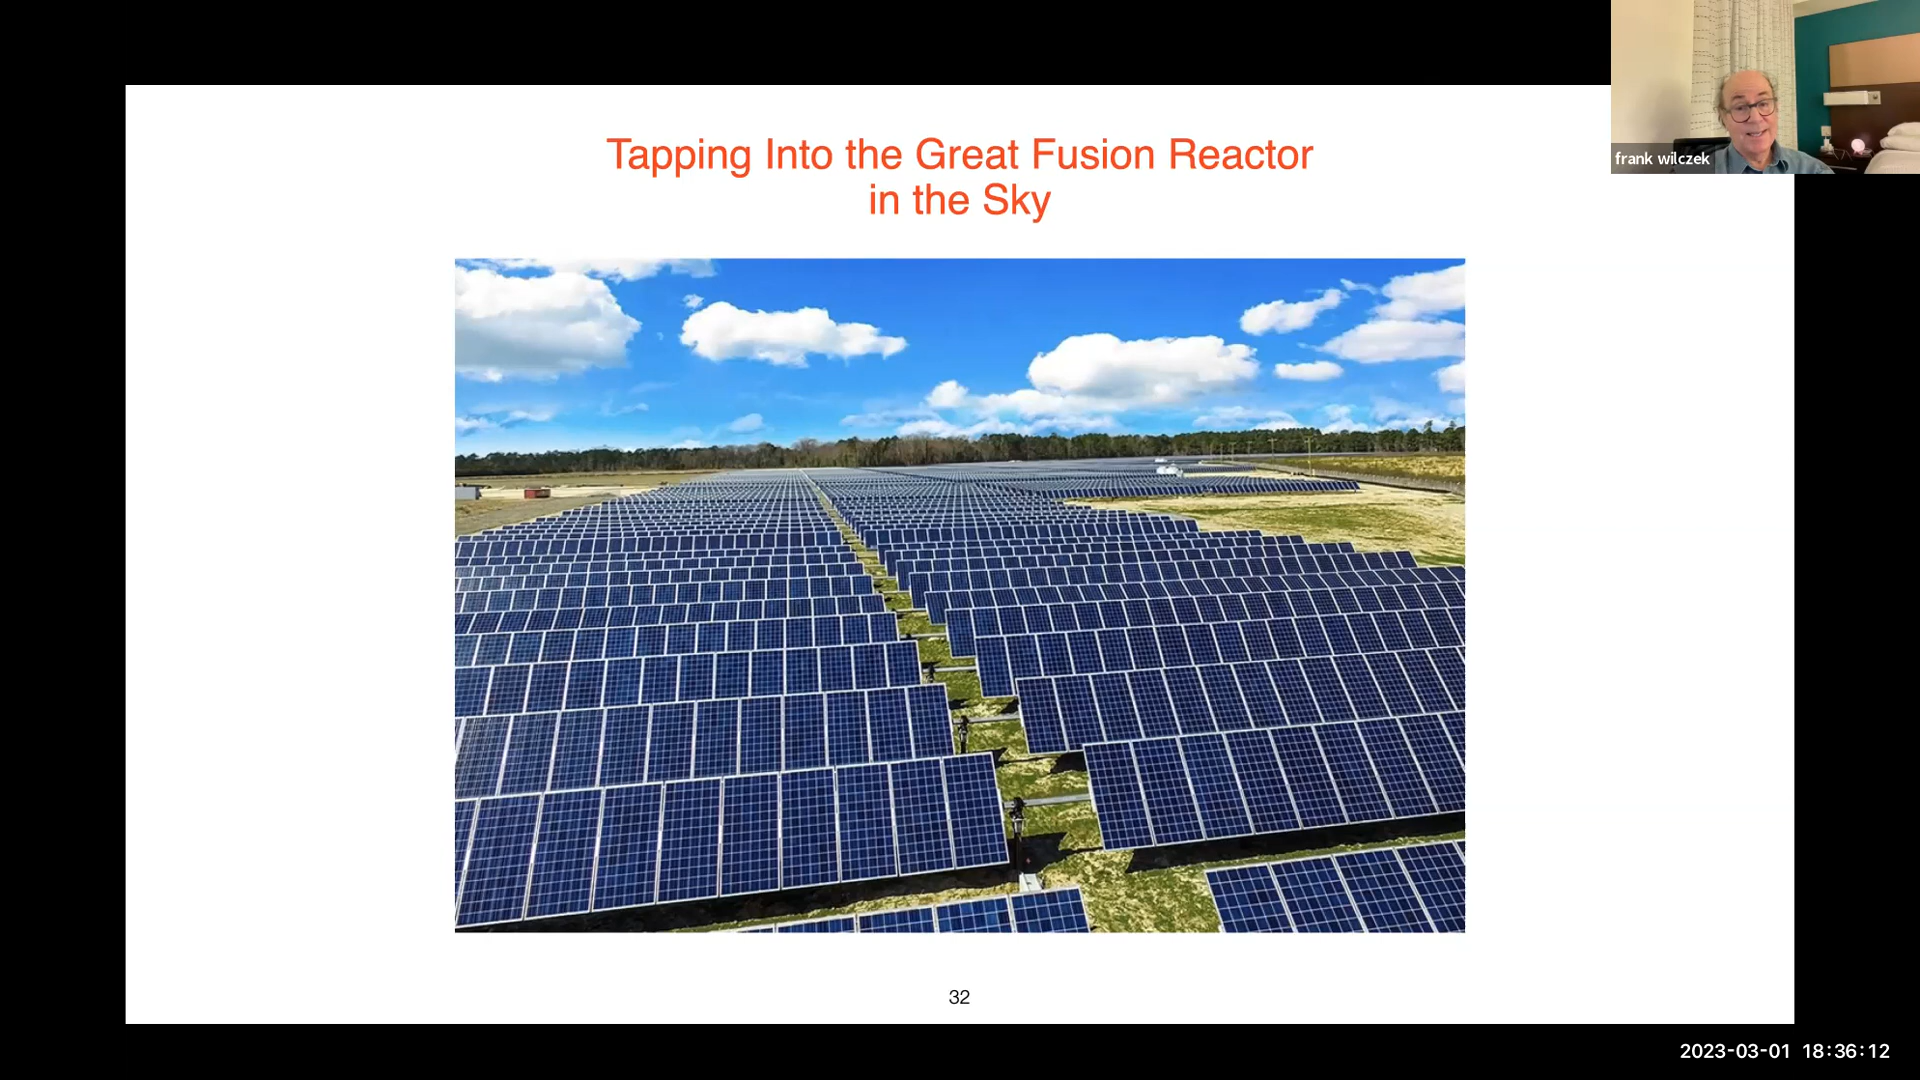 Tapping Into the Great Fusion Reactor
in the Sky
frank wilczek
32
2023-03-01 18:36:12